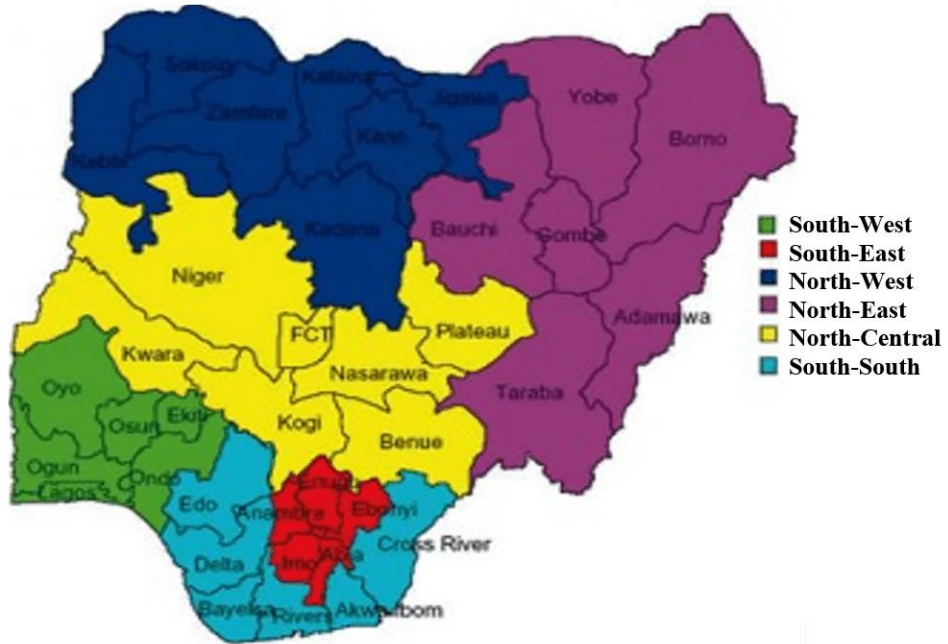 Sokoto
Katsina
Jigawa
Yobe
Zamfara
Kano
Borno
Kebbi
Kaduna
Bauchi
Gombe
Niger
FCT
Plateau
Adamawa
Kwara
Nasarawa
Taraba
Oyo
Osun
Ekiti
Kogi
Benue
Ogun
Lagos
Ondo
Edo
Enugu
Anambra
Ebonyi
Cross River
Delta
Imo
Abia
Bayelsa
Rivers
Akwa Ibom
South-West
South-East
North-West
North-East
North-Central
South-South